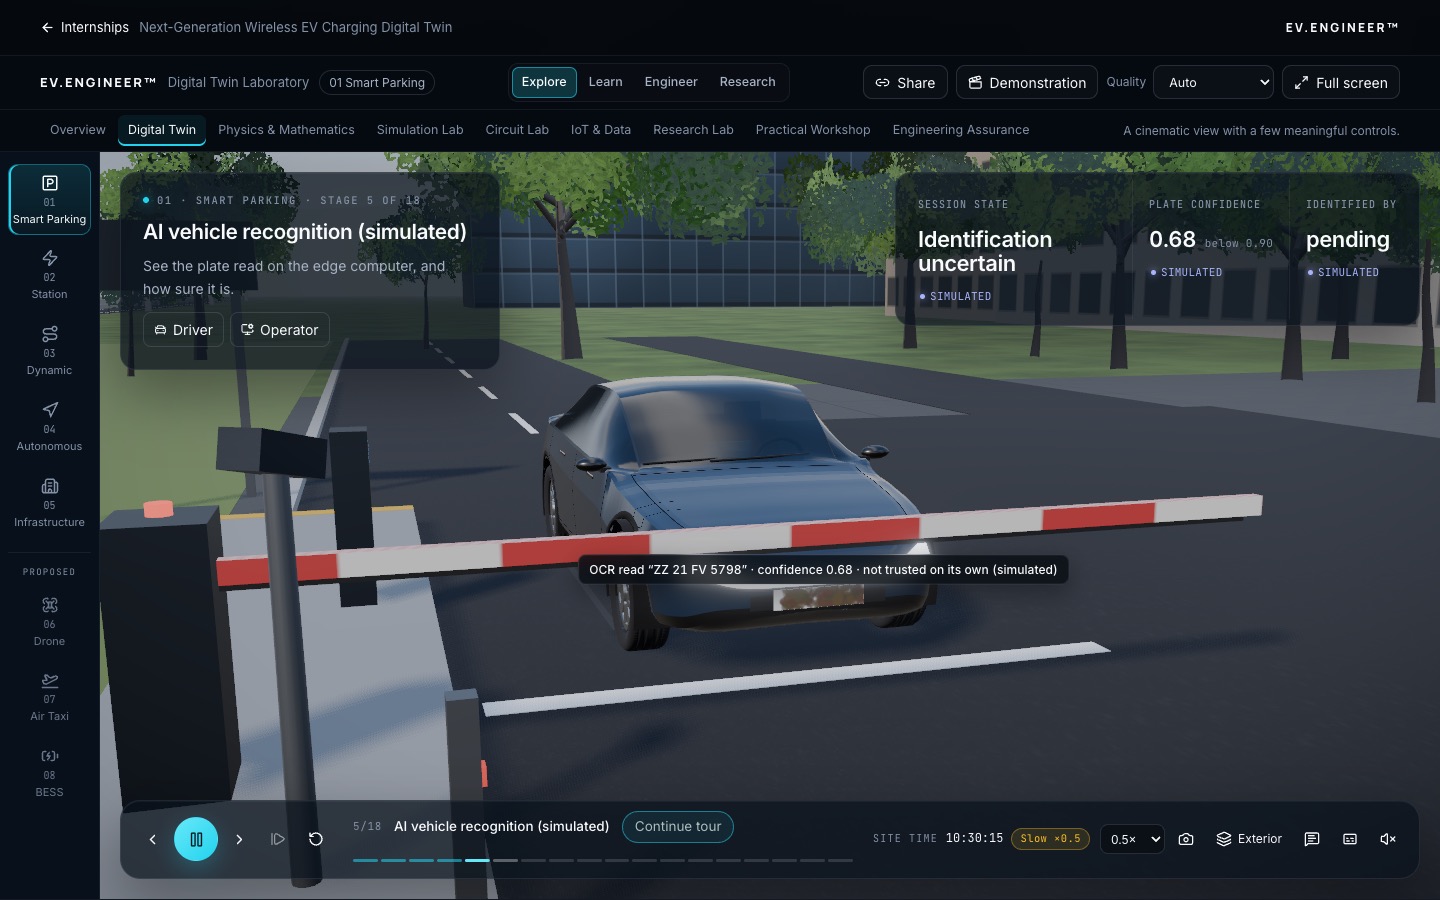 Internships Next-Generation Wireless EV Charging Digital Twin
EV.ENGINEER™
EV.ENGINEER™ Digital Twin Laboratory 01 Smart Parking
Explore Learn Engineer Research
Share Demonstration Quality Auto Full screen
Overview Digital Twin Physics & Mathematics Simulation Lab Circuit Lab IoT & Data Research Lab Practical Workshop Engineering Assurance
A cinematic view with a few meaningful controls.
01
Smart Parking
02
Station
03
Dynamic
04
Autonomous
05
Infrastructure
PROPOSED
06
Drone
07
Air Taxi
08
BESS
01 · SMART PARKING · STAGE 5 OF 18
AI vehicle recognition (simulated)
See the plate read on the edge computer, and
how sure it is.
Driver Operator
SESSION STATE
Identification
uncertain
SIMULATED
PLATE CONFIDENCE
0.68 below 0.90
SIMULATED
IDENTIFIED BY
pending
SIMULATED
OCR read “ZZ 21 FV 5798” · confidence 0.68 · not trusted on its own (simulated)
5/18 AI vehicle recognition (simulated) Continue tour
SITE TIME 10:30:15 Slow ×0.5 0.5× Exterior